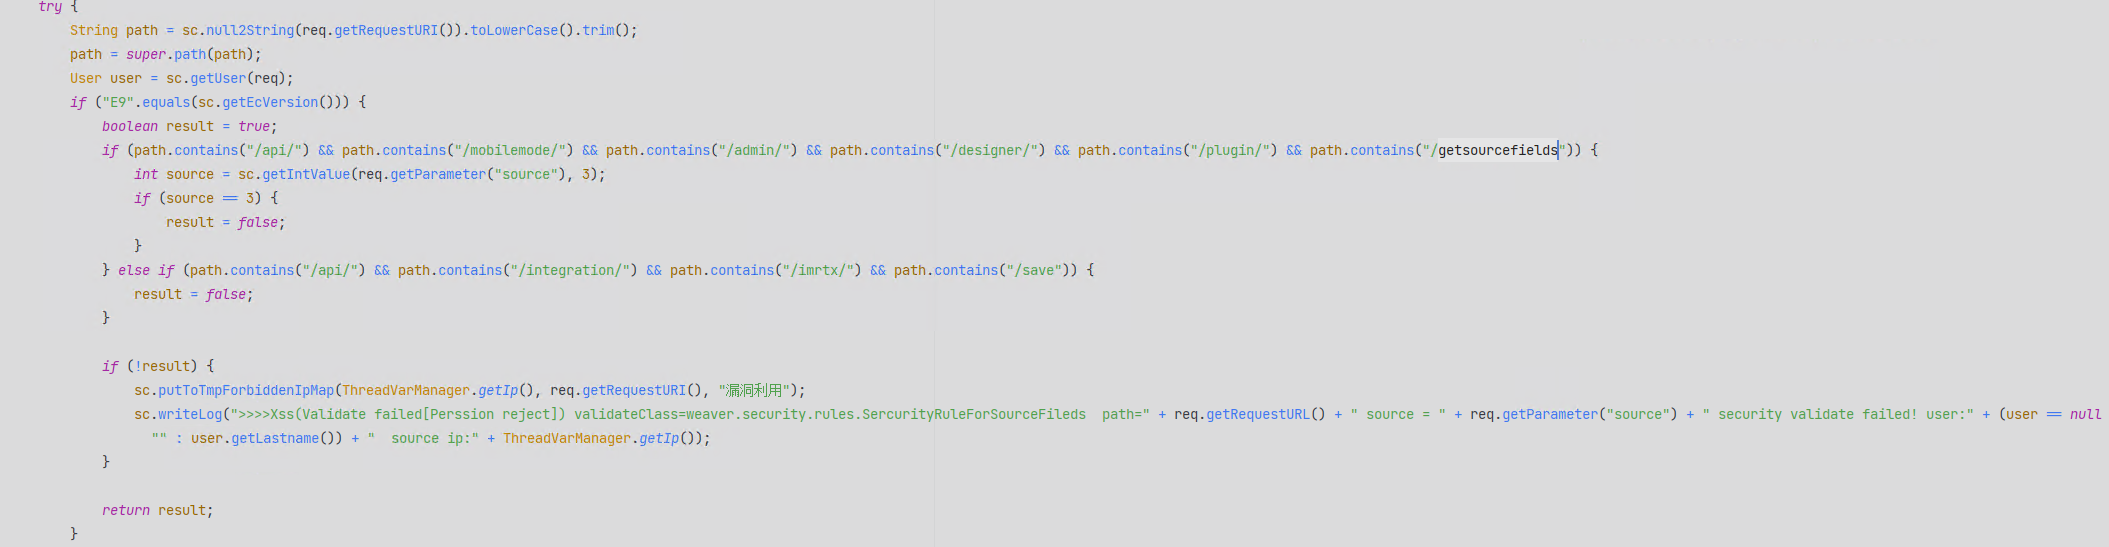 try {
String path = sc.null2String(req.getRequestURI()).toLowerCase().trim();
path = super.path(path);
User user = sc.getUser(req);
if ("E9".equals(sc.getEcVersion())) {
boolean result = true;
if (path.contains("/api/") && path.contains("/mobilemode/") && path.contains("/admin/") && path.contains("/designer/") && path.contains("/plugin/") && path.contains("/getsourcefields")) {
int source = sc.getIntValue(req.getParameter("source"), 3);
if (source == 3) {
result = false;
}
} else if (path.contains("/api/") && path.contains("/integration/") && path.contains("/imrtx/") && path.contains("/save")) {
result = false;
}
if (!result) {
sc.putToTmpForbiddenIpMap(ThreadVarManager.getIp(), req.getRequestURI(), "漏洞利用");
sc.writeLog(">>>>Xss(Validate failed[Perssion reject]) validateClass=weaver.security.rules.SercurityRuleForSourceFileds  path=" + req.getRequestURL() + " source = " + req.getParameter("source") + " security validate failed! user:" + (user == null
"" : user.getLastname()) + "  source ip:" + ThreadVarManager.getIp());
}
return result;
}